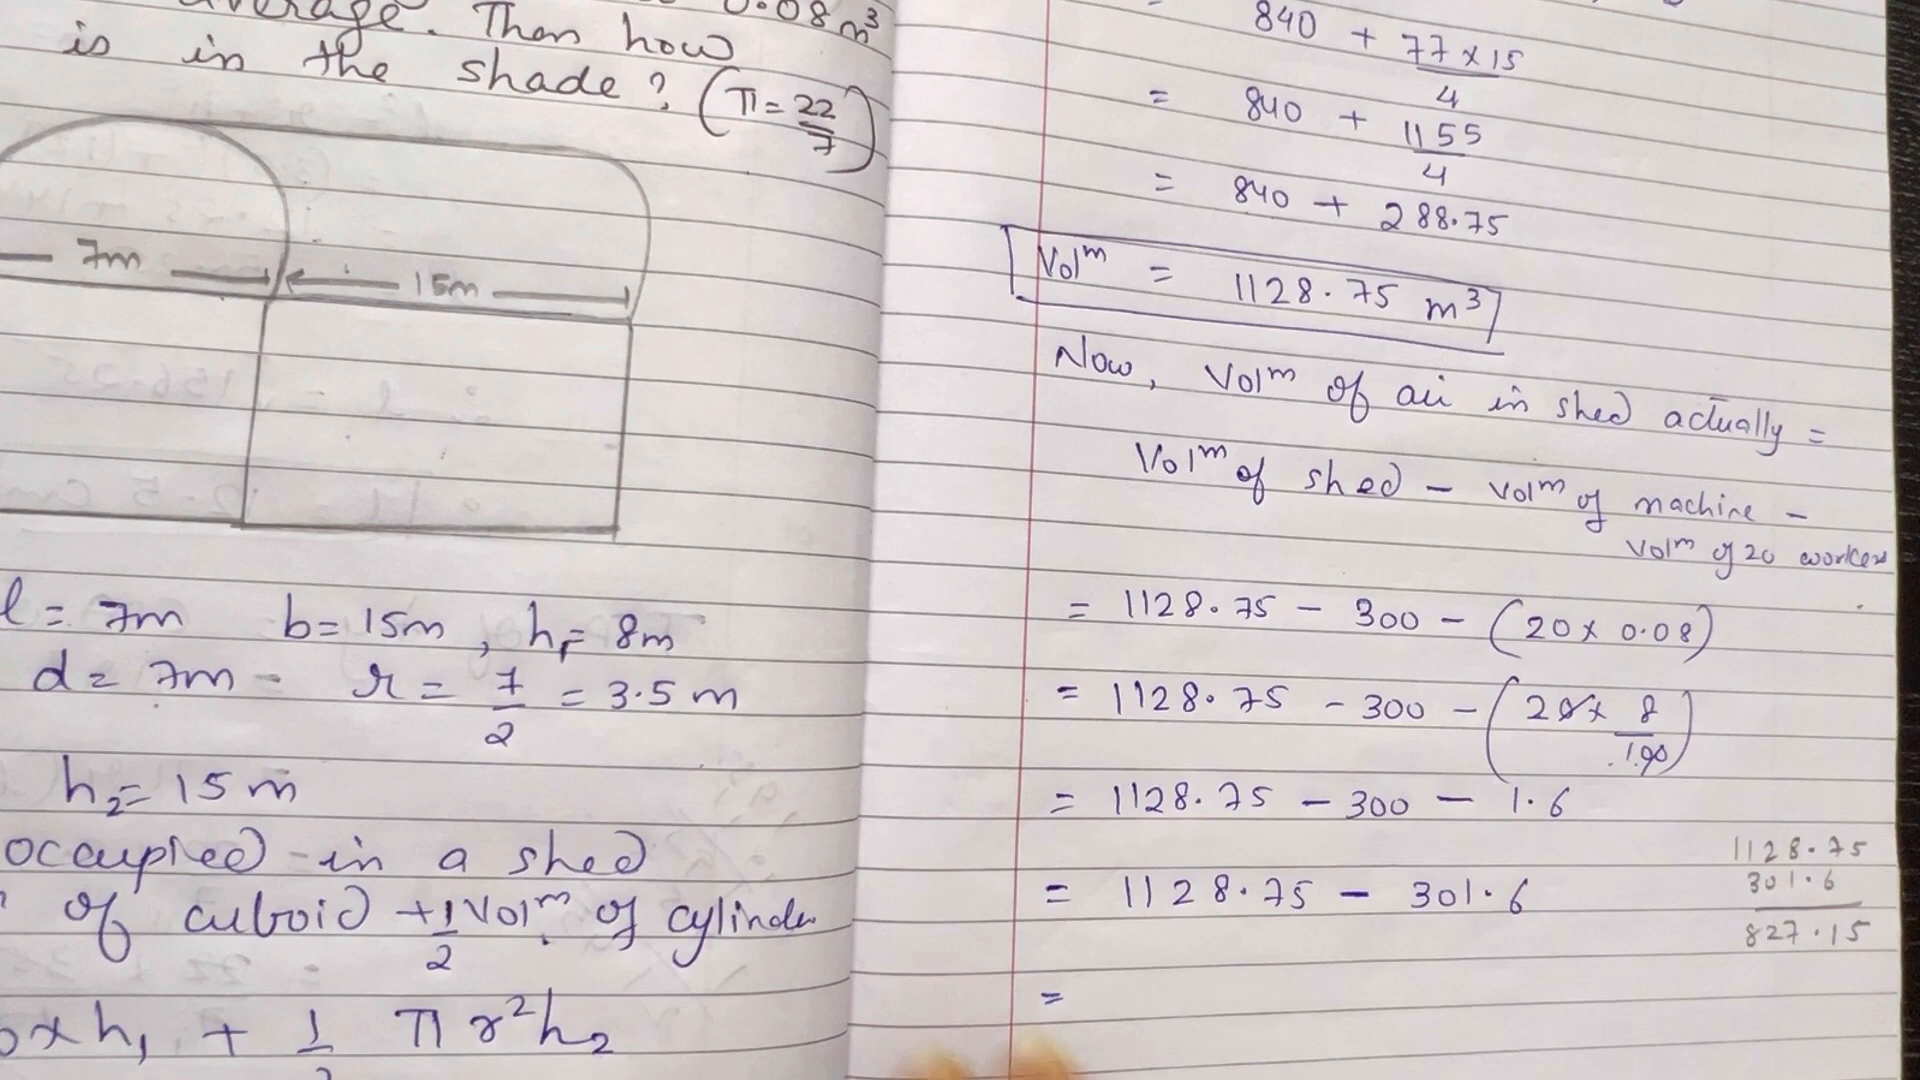 average. Then how 0.08 m³
is in the shade? (π = 22/7)
7m
15m
l = 7m b = 15m, h₁ = 8m
d = 7m - r = 7/2 = 3.5 m
h₂ = 15 m
occupied in a shed
of cuboid + 1/2 Volᵐ of cylinder
b x h₁ + 1/2 π r² h₂
840 + 77 x 15/4
= 840 + 1155/4
= 840 + 288.75
Volᵐ = 1128.75 m³
Now, Volᵐ of air in shed actually =
Volᵐ of shed - Volᵐ of machine -
Volᵐ of 20 workers
= 1128.75 - 300 - (20 x 0.08)
= 1128.75 - 300 - (20 x 8/100)
= 1128.75 - 300 - 1.6
= 1128.75 - 301.6
1128.75
301.6
827.15
=